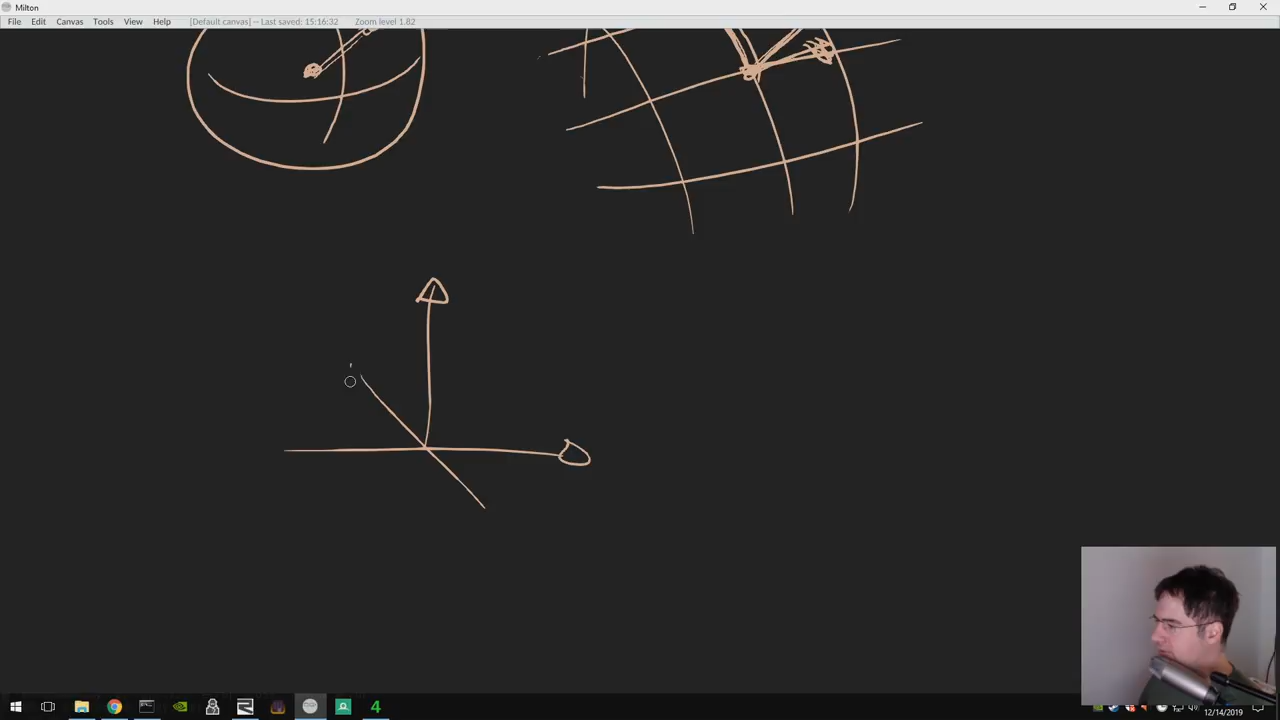 Milton
File Edit Canvas Tools View Help [Default canvas] -- Last saved: 15:16:32 Zoom level 1.82
4
12/14/2019